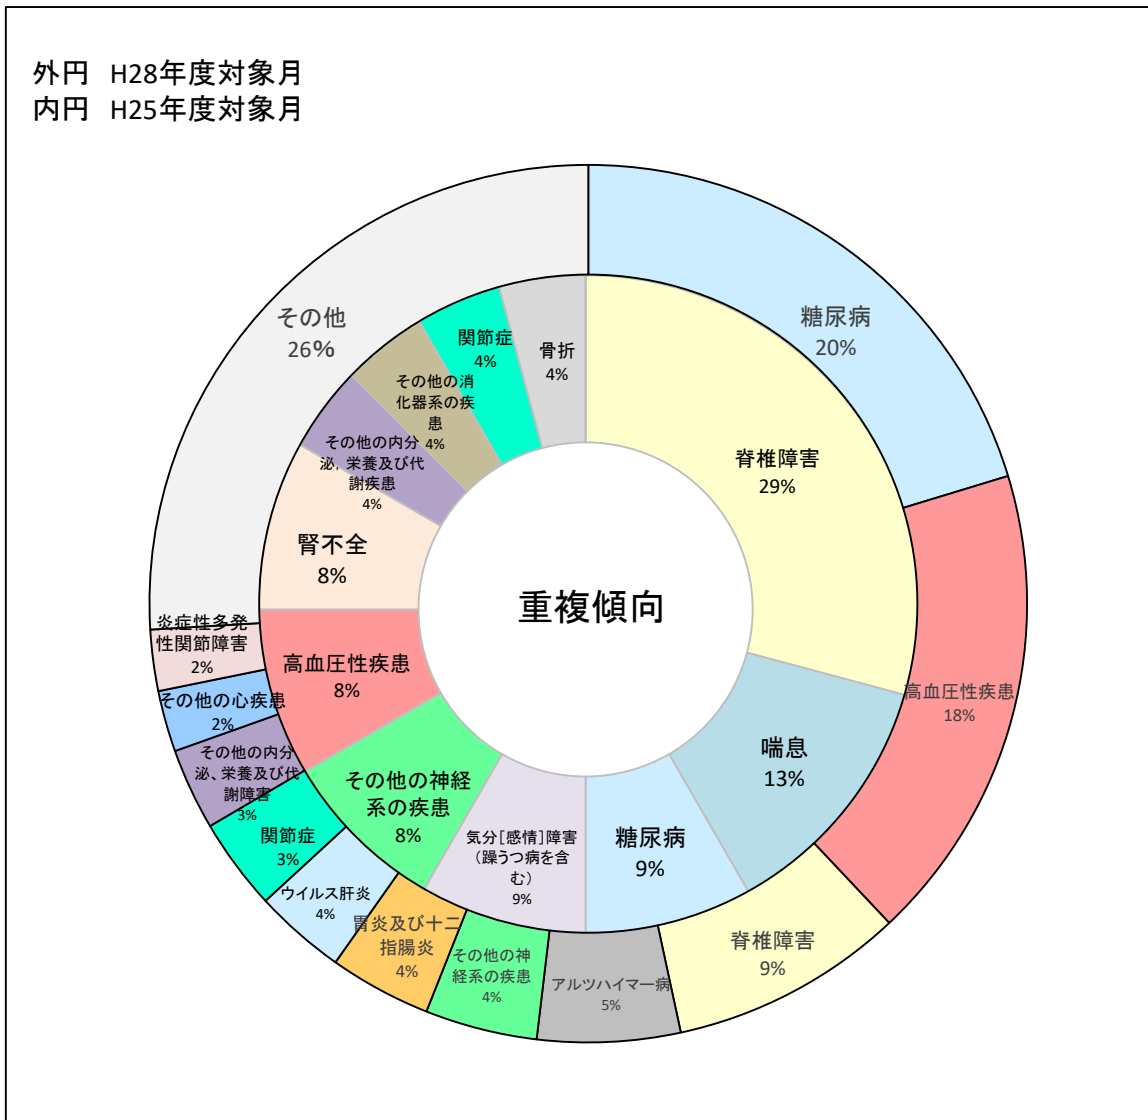 外円 H28年度対象月
内円 H25年度対象月
糖尿病
20%
高血圧性疾患
18%
脊椎障害
9%
アルツハイマー病
5%
その他の神
経系の疾患
4%
胃炎及び十二
指腸炎
4%
ウイルス肝炎
4%
関節症
3%
その他の内分
泌、栄養及び代
謝障害
3%
その他の心疾患
2%
炎症性多発
性関節障害
2%
その他
26%
脊椎障害
29%
喘息
13%
糖尿病
9%
気分[感情]障害
（躁うつ病を含
む）
9%
その他の神経
系の疾患
8%
高血圧性疾患
8%
腎不全
8%
その他の内分
泌，栄養及び代
謝疾患
4%
その他の消
化器系の疾
患
4%
関節症
4%
骨折
4%
重複傾向